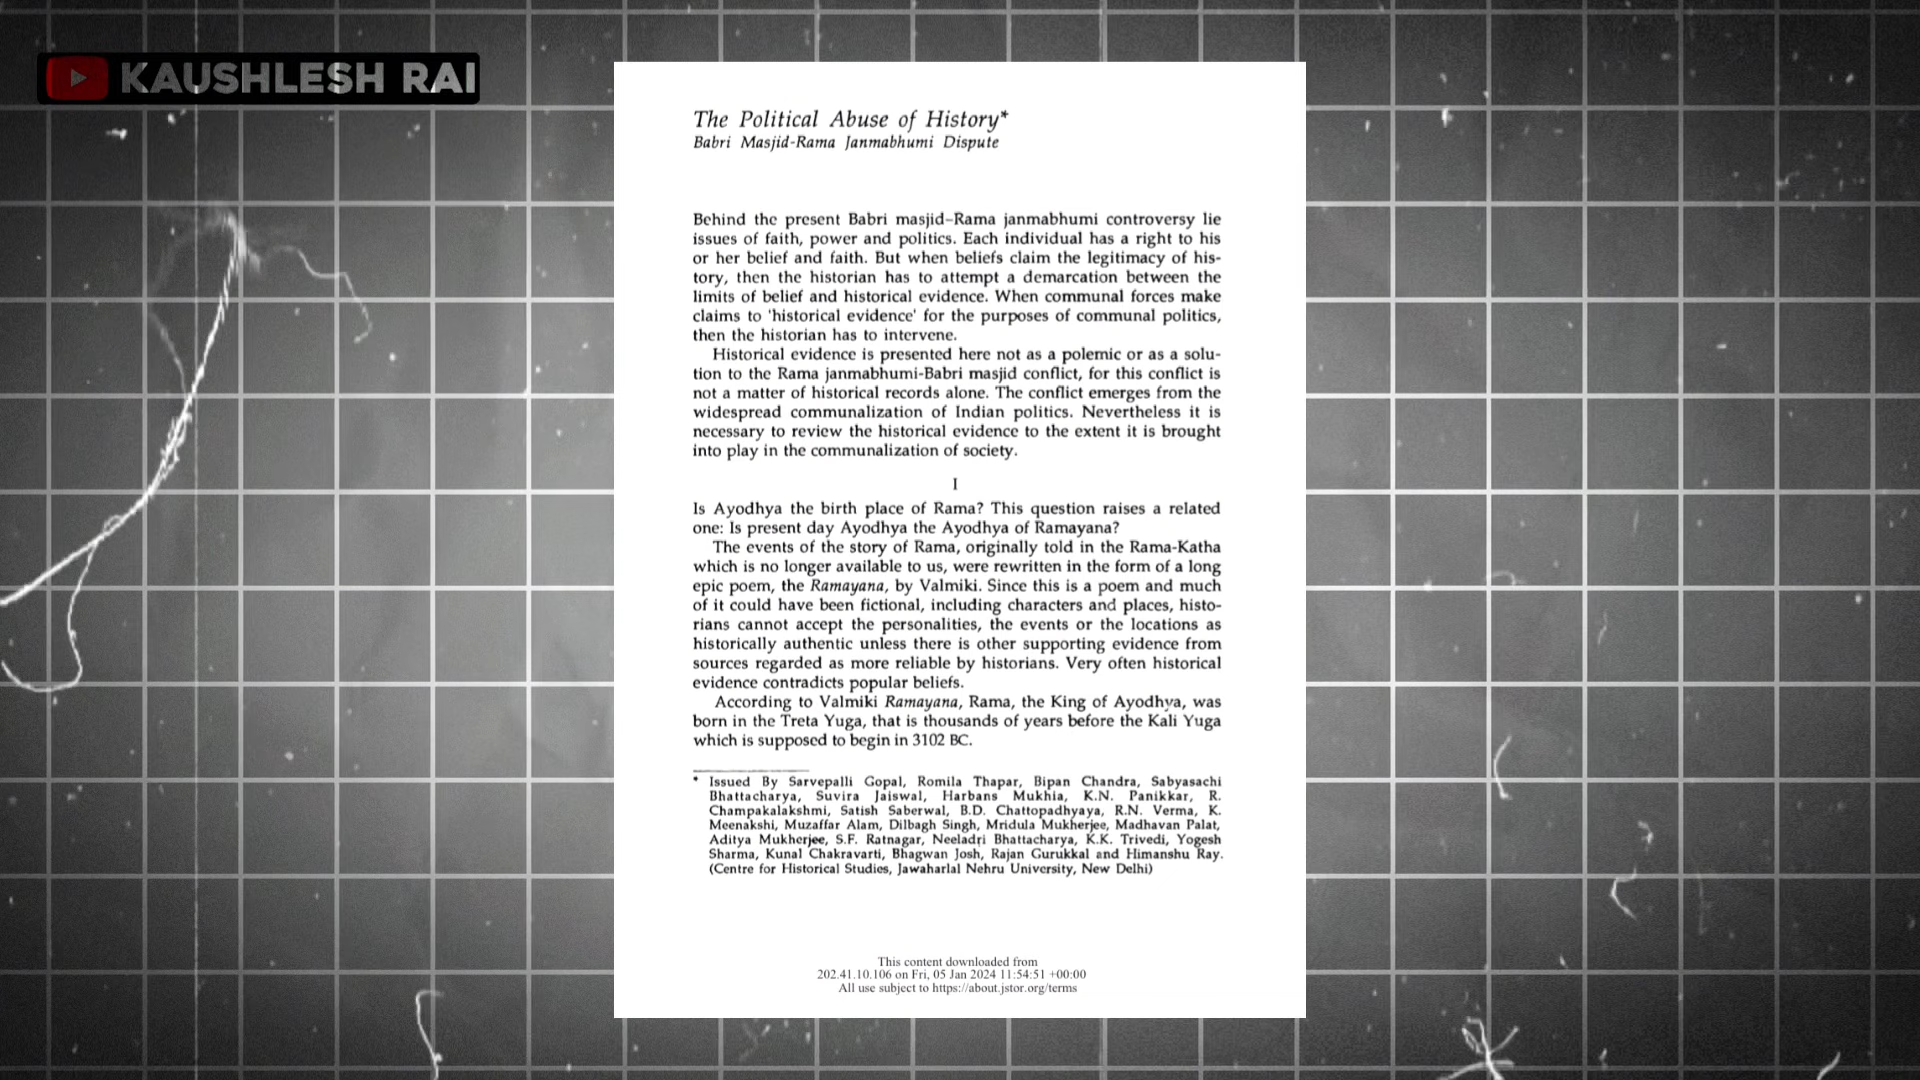 KAUSHLESH RAI
The Political Abuse of History*
Babri Masjid-Rama Janmabhumi Dispute
Behind the present Babri masjid–Rama janmabhumi controversy lie
issues of faith, power and politics. Each individual has a right to his
or her belief and faith. But when beliefs claim the legitimacy of his-
tory, then the historian has to attempt a demarcation between the
limits of belief and historical evidence. When communal forces make
claims to 'historical evidence' for the purposes of communal politics,
then the historian has to intervene.
Historical evidence is presented here not as a polemic or as a solu-
tion to the Rama janmabhumi-Babri masjid conflict, for this conflict is
not a matter of historical records alone. The conflict emerges from the
widespread communalization of Indian politics. Nevertheless it is
necessary to review the historical evidence to the extent it is brought
into play in the communalization of society.
I
Is Ayodhya the birth place of Rama? This question raises a related
one: Is present day Ayodhya the Ayodhya of Ramayana?
The events of the story of Rama, originally told in the Rama-Katha
which is no longer available to us, were rewritten in the form of a long
epic poem, the Ramayana, by Valmiki. Since this is a poem and much
of it could have been fictional, including characters and places, histo-
rians cannot accept the personalities, the events or the locations as
historically authentic unless there is other supporting evidence from
sources regarded as more reliable by historians. Very often historical
evidence contradicts popular beliefs.
According to Valmiki Ramayana, Rama, the King of Ayodhya, was
born in the Treta Yuga, that is thousands of years before the Kali Yuga
which is supposed to begin in 3102 BC.
* Issued By Sarvepalli Gopal, Romila Thapar, Bipan Chandra, Sabyasachi
Bhattacharya, Suvira Jaiswal, Harbans Mukhia, K.N. Panikkar, R.
Champakalakshmi, Satish Saberwal, B.D. Chattopadhyaya, R.N. Verma, K.
Meenakshi, Muzaffar Alam, Dilbagh Singh, Mridula Mukherjee, Madhavan Palat,
Aditya Mukherjee, S.F. Ratnagar, Neeladri Bhattacharya, K.K. Trivedi, Yogesh
Sharma, Kunal Chakravarti, Bhagwan Josh, Rajan Gurukkal and Himanshu Ray.
(Centre for Historical Studies, Jawaharlal Nehru University, New Delhi)
This content downloaded from
202.41.10.106 on Fri, 05 Jan 2024 11:54:51 +00:00
All use subject to https://about.jstor.org/terms